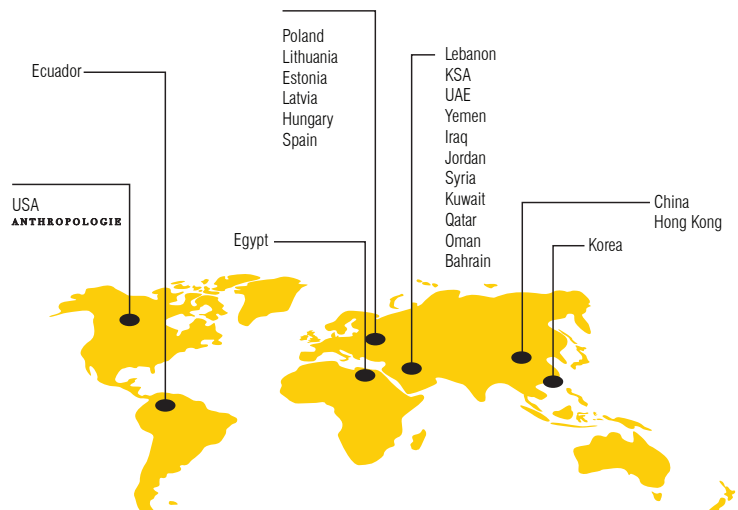 Ecuador
USA
ANTHROPOLOGIE
Poland
Lithuania
Estonia
Latvia
Hungary
Spain
Egypt
Lebanon
KSA
UAE
Yemen
Iraq
Jordan
Syria
Kuwait
Qatar
Oman
Bahrain
China
Hong Kong
Korea